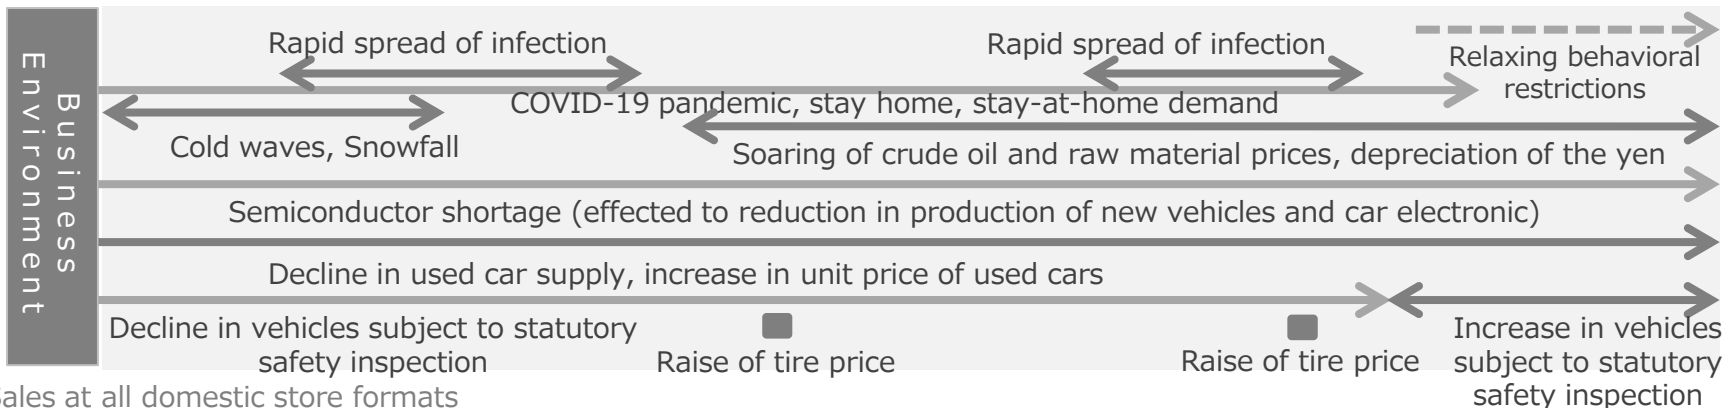 Business
Environment
Rapid spread of infection
Rapid spread of infection
Relaxing behavioral
restrictions
COVID-19 pandemic, stay home, stay-at-home demand
Cold waves, Snowfall
Soaring of crude oil and raw material prices, depreciation of the yen
Semiconductor shortage (effected to reduction in production of new vehicles and car electronic)
Decline in used car supply, increase in unit price of used cars
Decline in vehicles subject to statutory
safety inspection
Raise of tire price
Raise of tire price
Increase in vehicles
subject to statutory
safety inspection
Sales at all domestic store formats